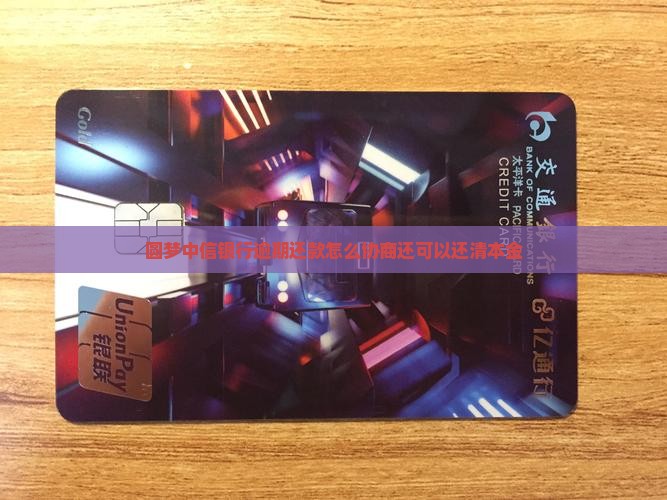 圆梦中信银行逾期还款怎么协商还可以还清本金
交通银行
BANK OF COMMUNICATIONS
太平洋卡 PACIFIC CARD
CREDIT CARD
亿通行
Gold
UnionPay
银联